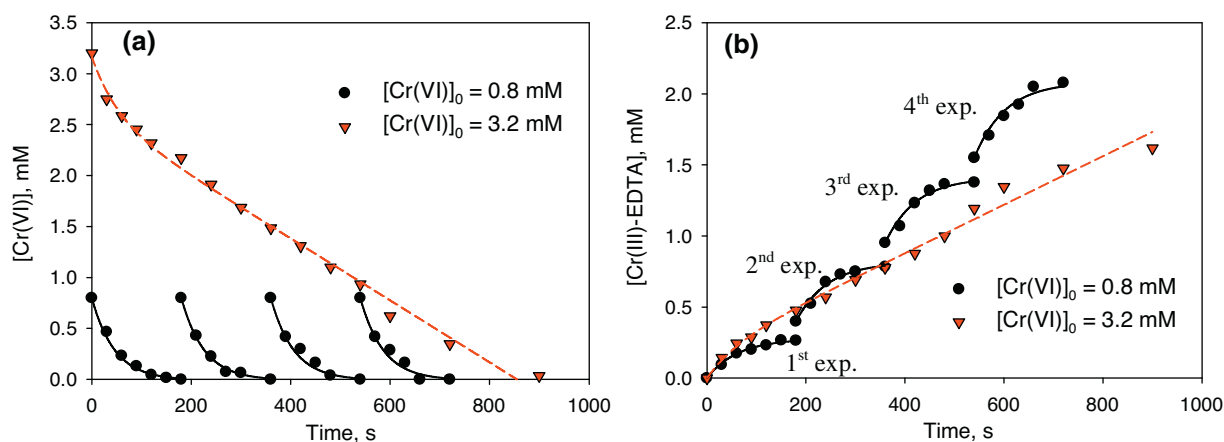 (a)
[Cr(VI)]₀ = 0.8 mM
[Cr(VI)]₀ = 3.2 mM
[Cr(VI)], mM
3.5
3.0
2.5
2.0
1.5
1.0
0.5
0.0
0 200 400 600 800 1000
Time, s
(b)
4th exp.
3rd exp.
2nd exp.
1st exp.
[Cr(VI)]₀ = 0.8 mM
[Cr(VI)]₀ = 3.2 mM
[Cr(III)-EDTA], mM
2.5
2.0
1.5
1.0
0.5
0.0
0 200 400 600 800 1000
Time, s